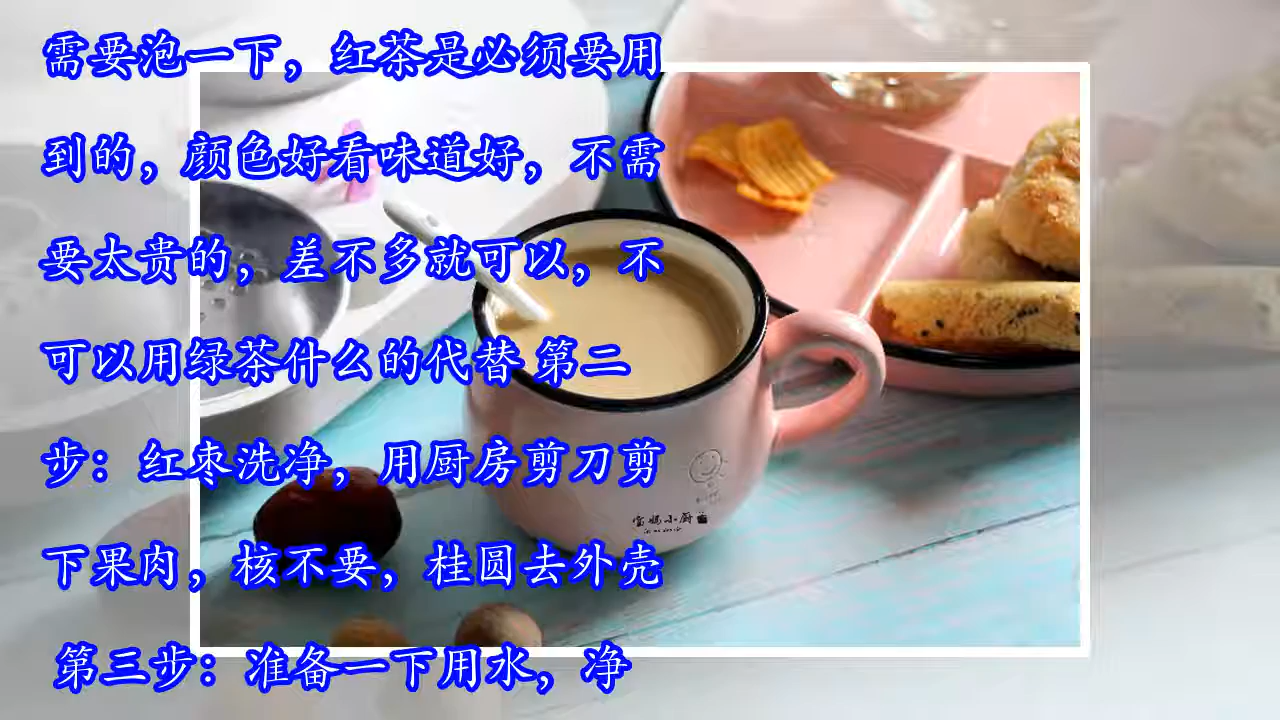 需要泡一下，红茶是必须要用
到的，颜色好看味道好，不需
要太贵的，差不多就可以，不
可以用绿茶什么的代替 第二
步：红枣洗净，用厨房剪刀剪
下果肉，核不要，桂圆去外壳
第三步：准备一下用水，净